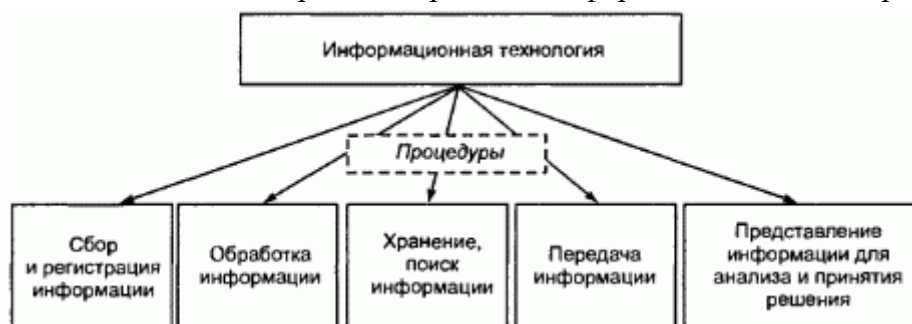 Информационная технология
Процедуры
Сбор
и регистрация
информации
Обработка
информации
Хранение,
поиск
информации
Передача
информации
Представление
информации для
анализа и принятия
решения